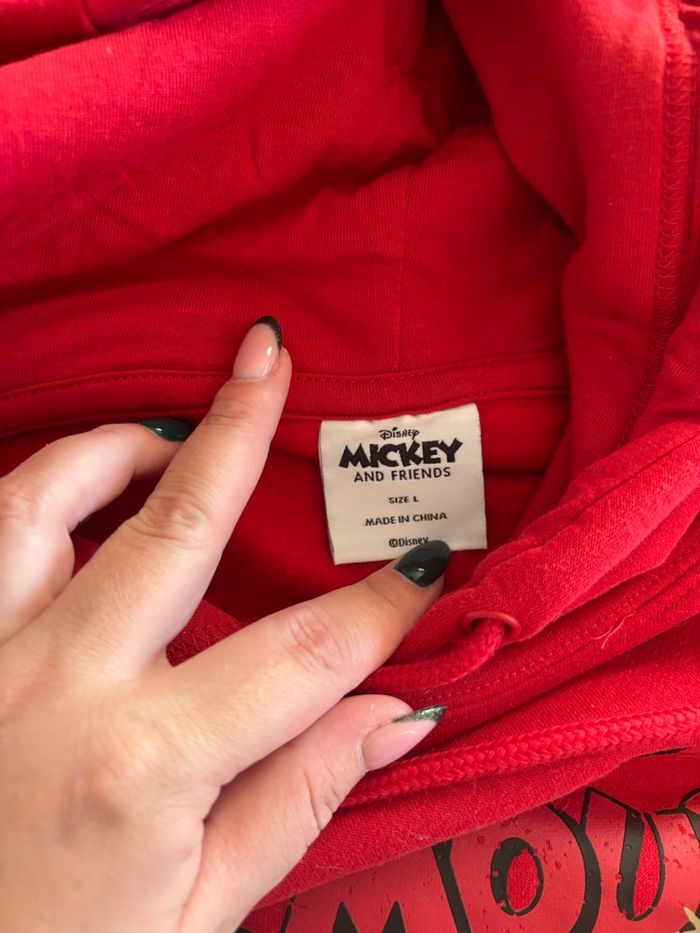 Disney
MICKEY
AND FRIENDS
SIZE L
MADE IN CHINA
©Disney